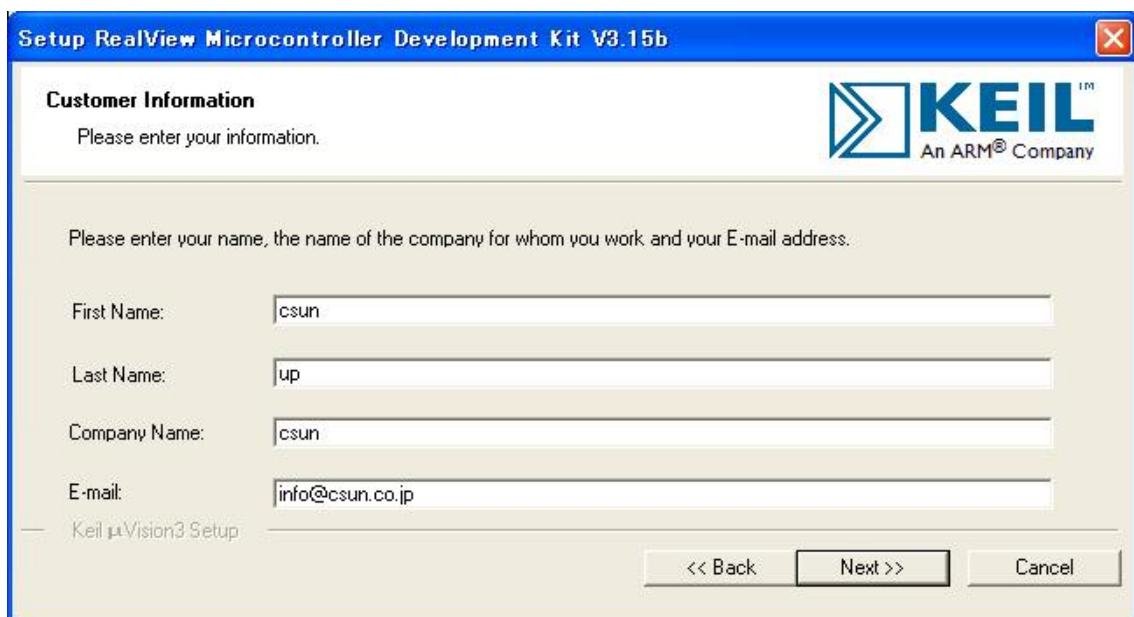 Setup RealView Microcontroller Development Kit V3.15b
Customer Information
Please enter your information.
KEIL™
An ARM® Company
Please enter your name, the name of the company for whom you work and your E-mail address.
First Name: csun
Last Name: up
Company Name: csun
E-mail: info@csun.co.jp
Keil µVision3 Setup
<< Back Next >> Cancel